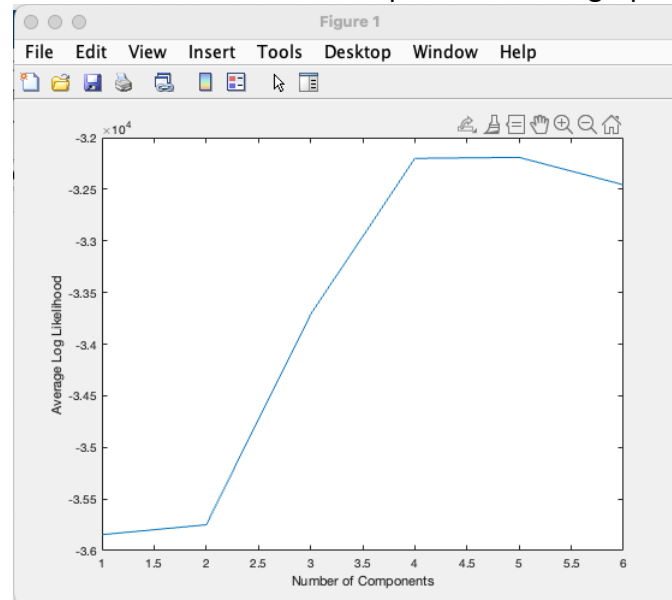 Figure 1
File Edit View Insert Tools Desktop Window Help
×10⁴
-3.2
-3.25
-3.3
-3.35
-3.4
-3.45
-3.5
-3.55
-3.6
Average Log Likelihood
1 1.5 2 2.5 3 3.5 4 4.5 5 5.5 6
Number of Components